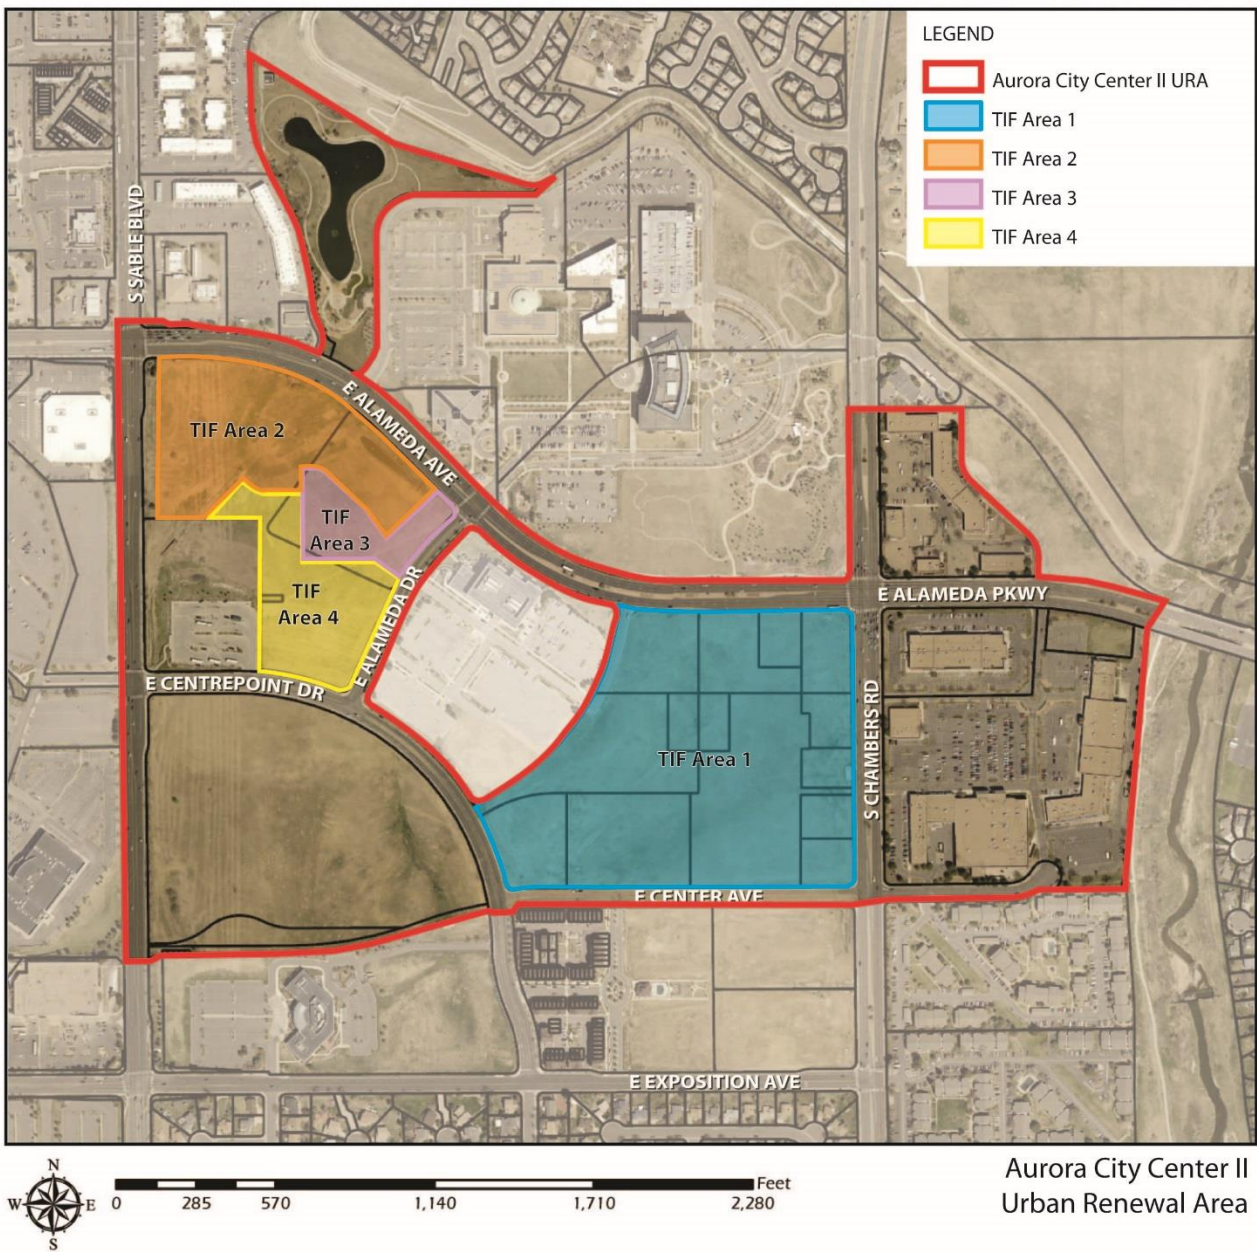 LEGEND
Aurora City Center II URA
TIF Area 1
TIF Area 2
TIF Area 3
TIF Area 4
S SABLE BLVD
E ALAMEDA AVE
TIF Area 2
TIF
Area 3
TIF
Area 4
E ALAMEDA DR
E ALAMEDA PKWY
E CENTREPOINT DR
S CHAMBERS RD
TIF Area 1
E CENTER AVE
E EXPOSITION AVE
N
W E
S
0 285 570 1,140 1,710 2,280
Feet
Aurora City Center II
Urban Renewal Area